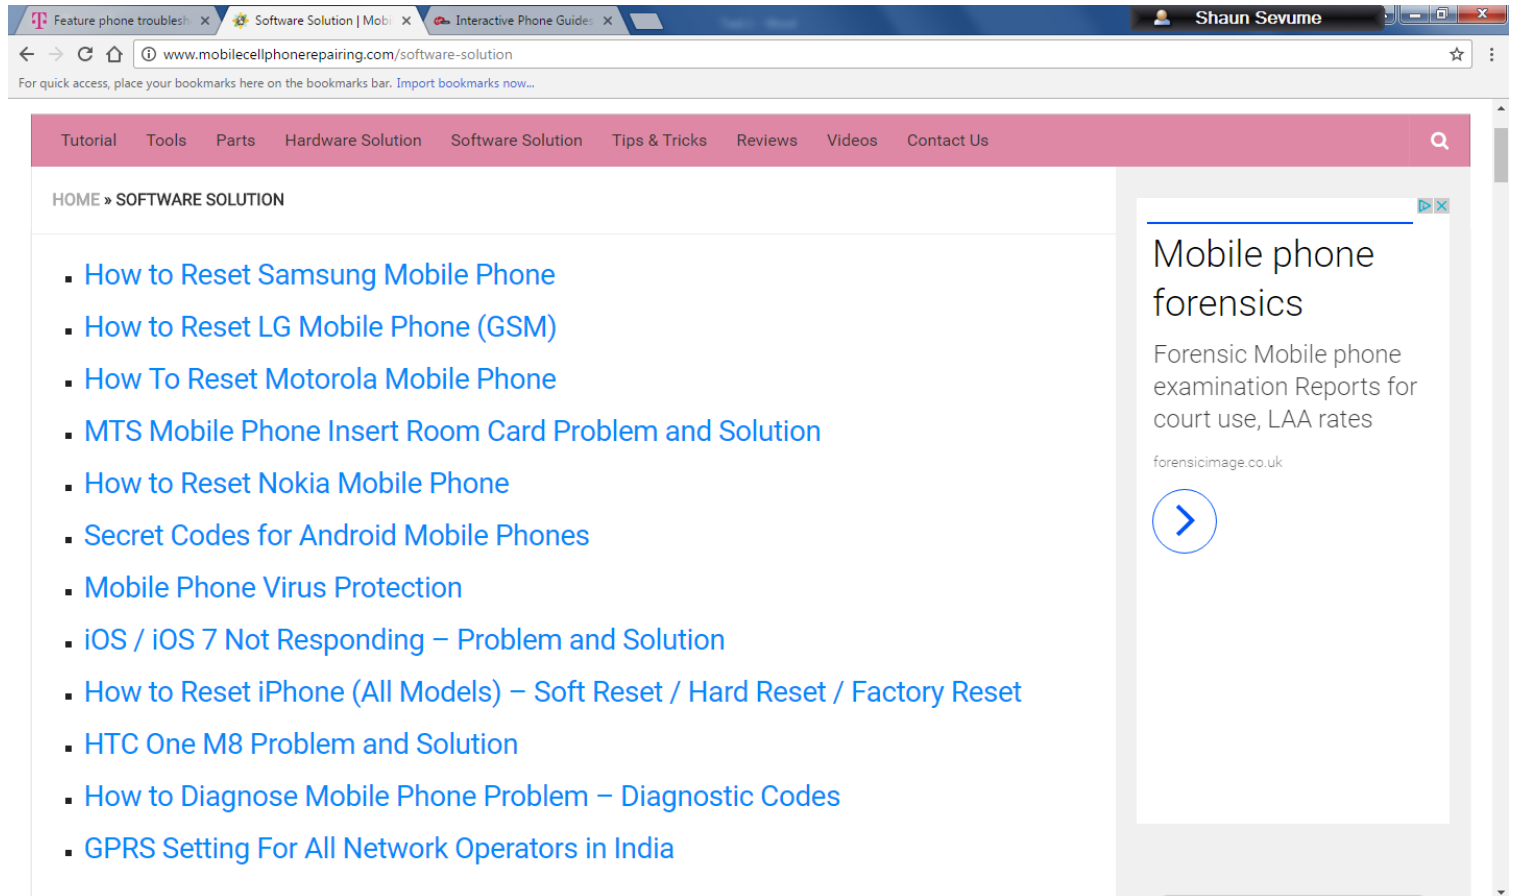 Feature phone troublesh
Software Solution | Mobi
Interactive Phone Guides
Shaun Sevume
www.mobilecellphonerepairing.com/software-solution
For quick access, place your bookmarks here on the bookmarks bar. Import bookmarks now...
Tutorial Tools Parts Hardware Solution Software Solution Tips & Tricks Reviews Videos Contact Us
HOME » SOFTWARE SOLUTION
How to Reset Samsung Mobile Phone
How to Reset LG Mobile Phone (GSM)
How To Reset Motorola Mobile Phone
MTS Mobile Phone Insert Room Card Problem and Solution
How to Reset Nokia Mobile Phone
Secret Codes for Android Mobile Phones
Mobile Phone Virus Protection
iOS / iOS 7 Not Responding – Problem and Solution
How to Reset iPhone (All Models) – Soft Reset / Hard Reset / Factory Reset
HTC One M8 Problem and Solution
How to Diagnose Mobile Phone Problem – Diagnostic Codes
GPRS Setting For All Network Operators in India
Mobile phone
forensics
Forensic Mobile phone
examination Reports for
court use, LAA rates
forensicimage.co.uk